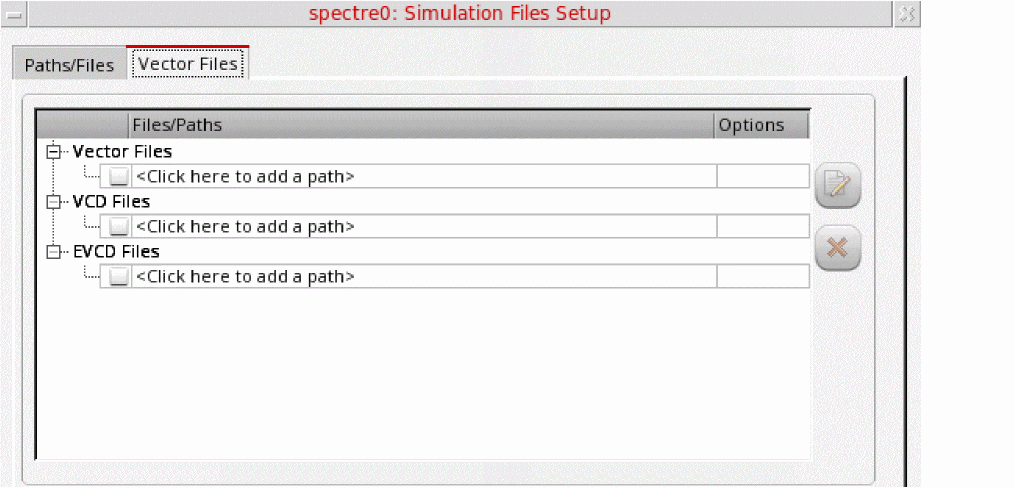 spectre0: Simulation Files Setup
Paths/Files Vector Files
Files/Paths Options
Vector Files
<Click here to add a path>
VCD Files
<Click here to add a path>
EVCD Files
<Click here to add a path>